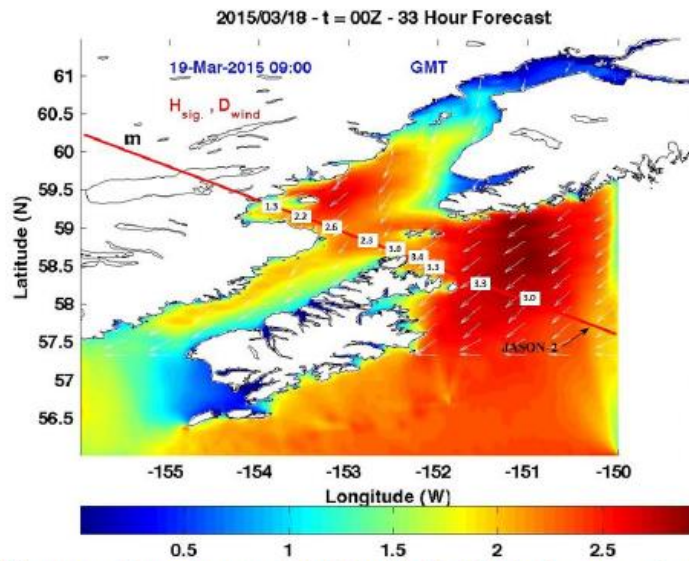 2015/03/18 - t = 00Z - 33 Hour Forecast
19-Mar-2015 09:00 GMT
H sig. , D wind
m
61
60.5
60
59.5
59
58.5
58
57.5
57
56.5
Latitude (N)
1.5
2.2
2.6
2.3
3.0
3.4
3.3
3.3
3.0
JASON-2
-155 -154 -153 -152 -151 -150
Longitude (W)
0.5 1 1.5 2 2.5